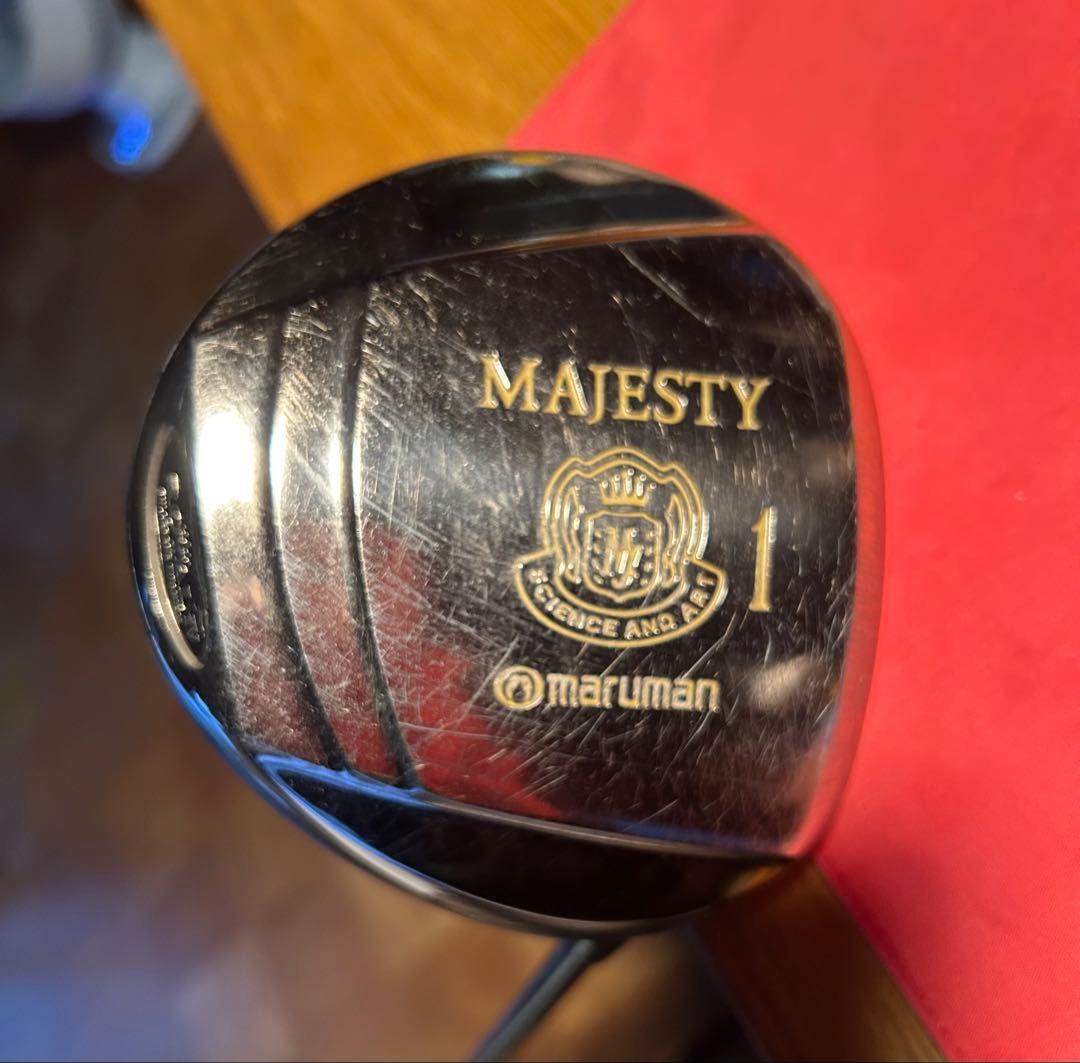 MAJESTY
SCIENCE AND ART
1
maruman